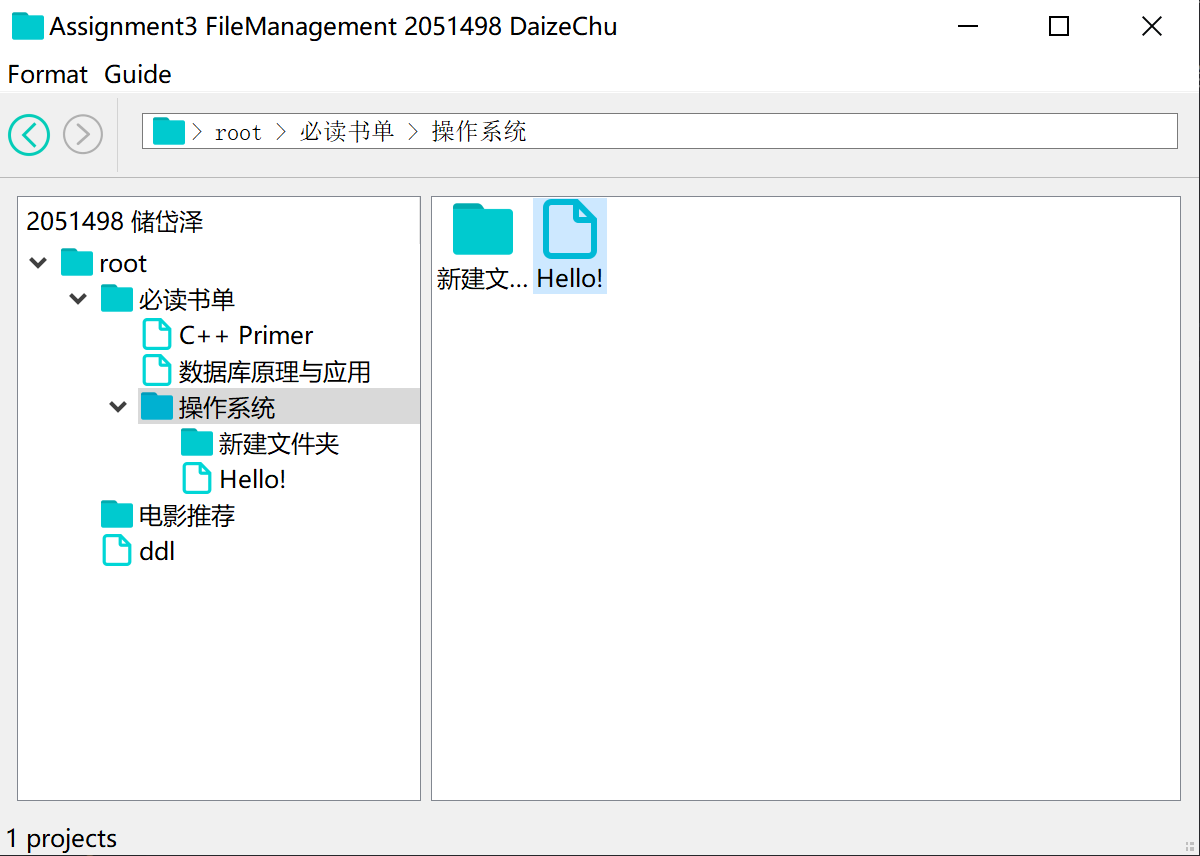 Assignment3 FileManagement 2051498 DaizeChu
Format Guide
root 必读书单 操作系统
2051498 储岱泽
root
必读书单
C++ Primer
数据库原理与应用
操作系统
新建文件夹
Hello!
电影推荐
ddl
新建文... Hello!
1 projects